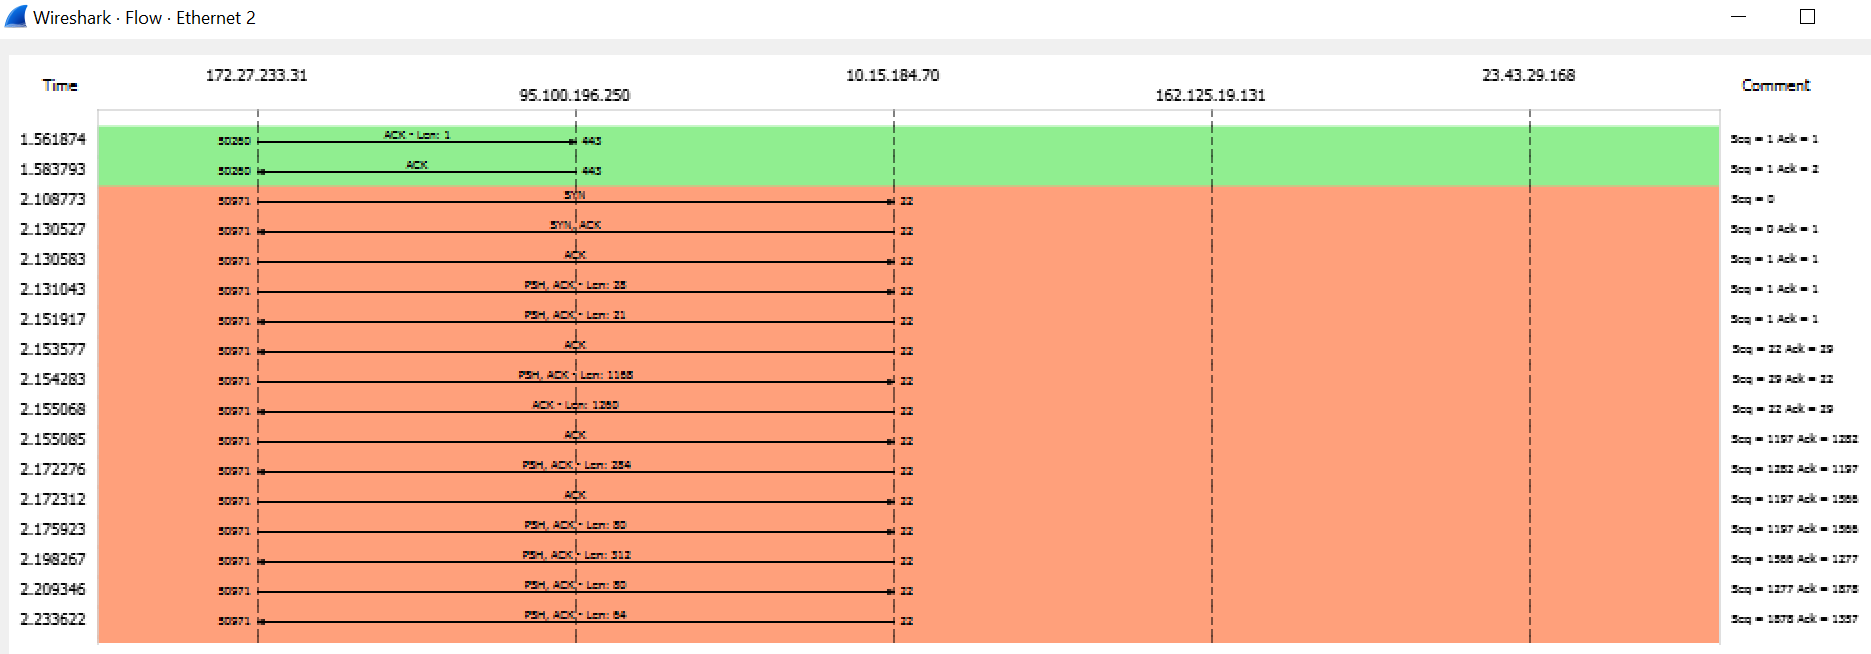 Wireshark · Flow · Ethernet 2
Time 172.27.233.31 95.100.196.250 10.15.184.70 162.125.19.131 23.43.29.168 Comment
1.561874 50260 ACK - Len: 1 443 Seq = 1 Ack = 1
1.583793 50260 ACK 443 Seq = 1 Ack = 2
2.108773 50971 SYN 22 Seq = 0
2.130527 50971 SYN, ACK 22 Seq = 0 Ack = 1
2.130583 50971 ACK 22 Seq = 1 Ack = 1
2.131043 50971 PSH, ACK - Len: 28 22 Seq = 1 Ack = 1
2.151917 50971 PSH, ACK - Len: 21 22 Seq = 1 Ack = 1
2.153577 50971 ACK 22 Seq = 22 Ack = 29
2.154283 50971 PSH, ACK - Len: 1168 22 Seq = 29 Ack = 22
2.155068 50971 ACK - Len: 1260 22 Seq = 22 Ack = 29
2.155085 50971 ACK 22 Seq = 1197 Ack = 1282
2.172276 50971 PSH, ACK - Len: 284 22 Seq = 1282 Ack = 1197
2.172312 50971 ACK 22 Seq = 1197 Ack = 1566
2.175923 50971 PSH, ACK - Len: 80 22 Seq = 1197 Ack = 1566
2.198267 50971 PSH, ACK - Len: 312 22 Seq = 1566 Ack = 1277
2.209346 50971 PSH, ACK - Len: 80 22 Seq = 1277 Ack = 1878
2.233622 50971 PSH, ACK - Len: 64 22 Seq = 1878 Ack = 1357